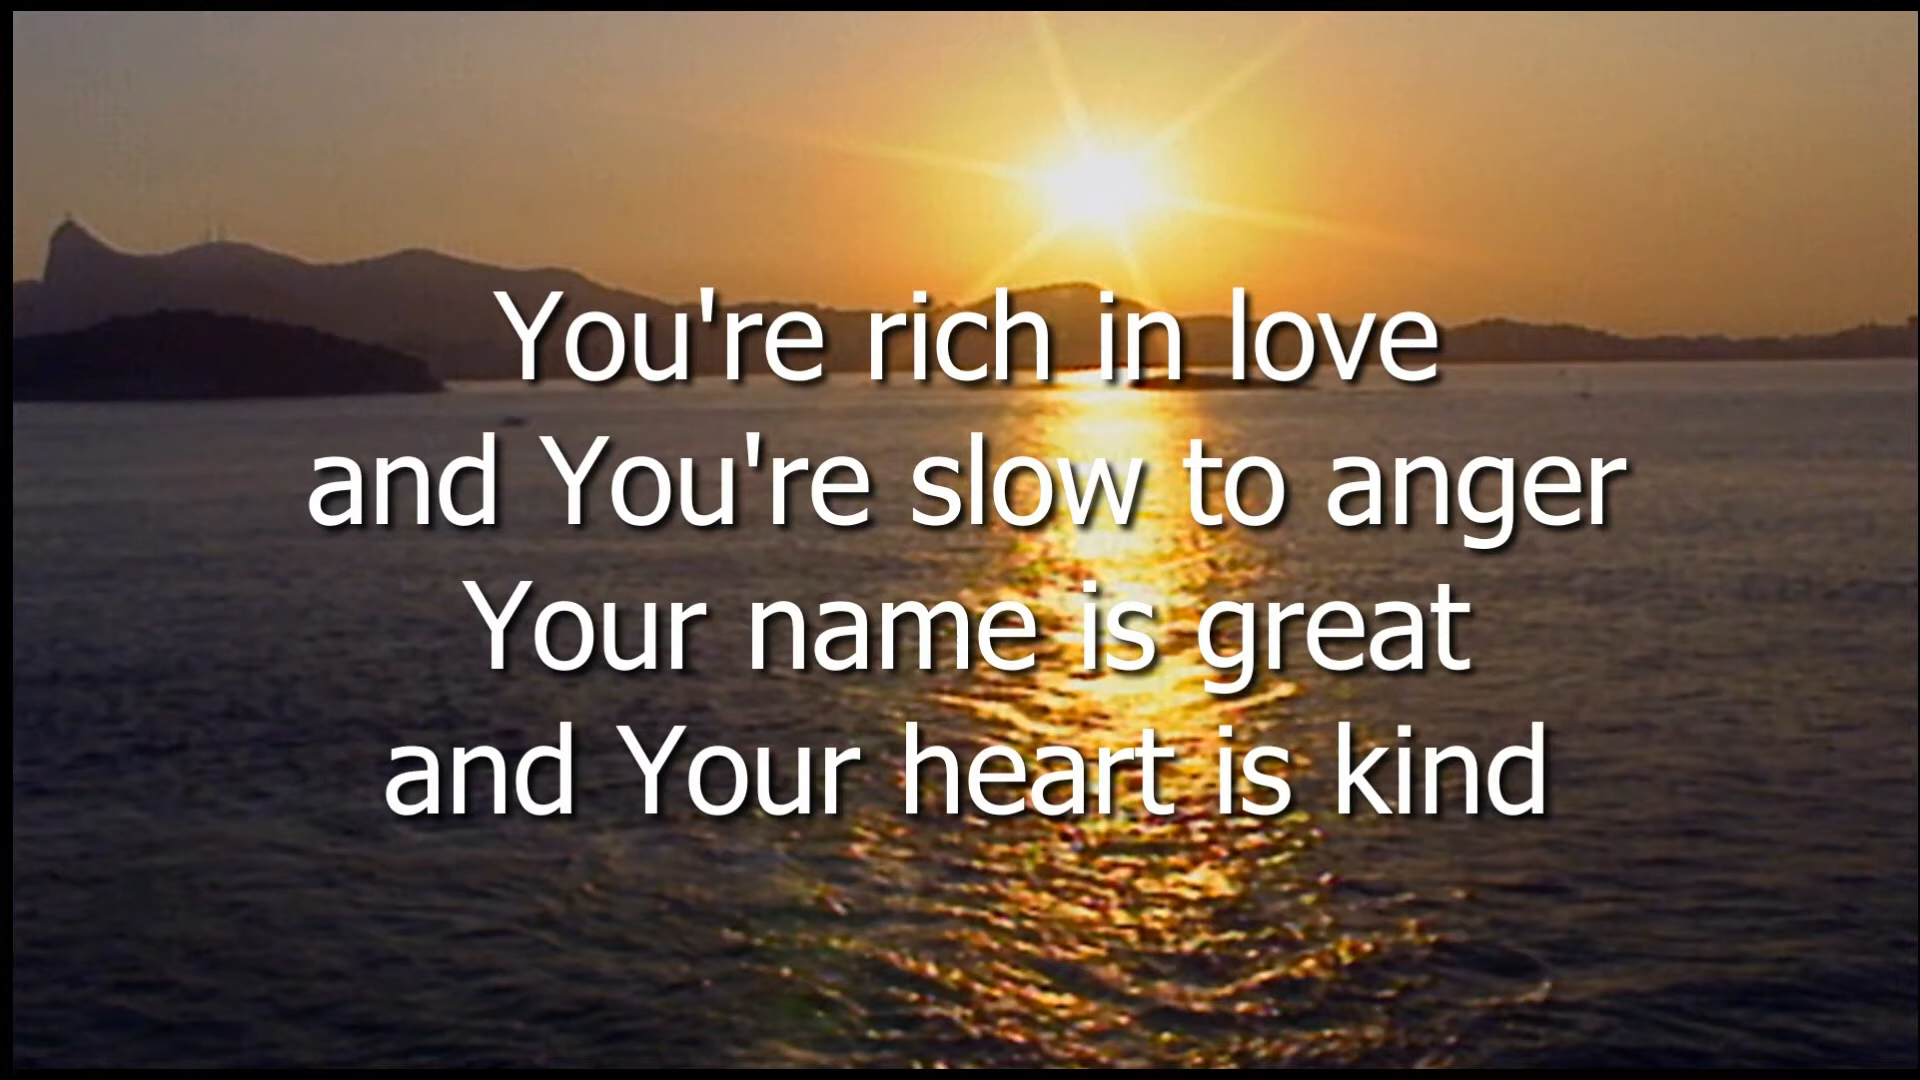 You're rich in love
and You're slow to anger
Your name is great
and Your heart is kind